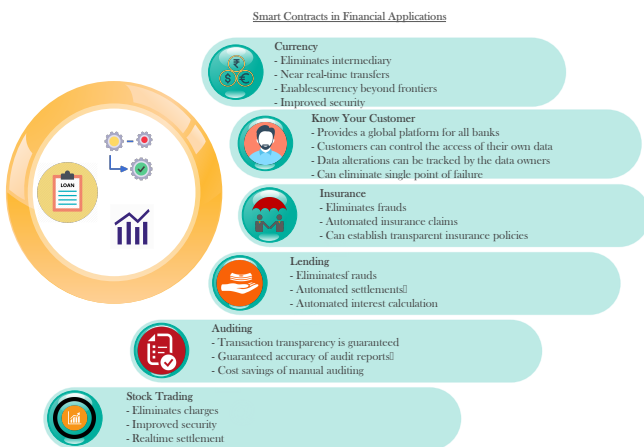 Smart Contracts in Financial Applications
Currency
- Eliminates intermediary
- Near real-time transfers
- Enablescurrency beyond frontiers
- Improved security
Know Your Customer
- Provides a global platform for all banks
- Customers can control the access of their own data
- Data alterations can be tracked by the data owners
- Can eliminate single point of failure
LOAN
Insurance
- Eliminates frauds
- Automated insurance claims
- Can establish transparent insurance policies
Lending
- Eliminatesf rauds
- Automated settlements▯
- Automated interest calculation
Auditing
- Transaction transparency is guaranteed
- Guaranteed accuracy of audit reports▯
- Cost savings of manual auditing
Stock Trading
- Eliminates charges
- Improved security
- Realtime settlement